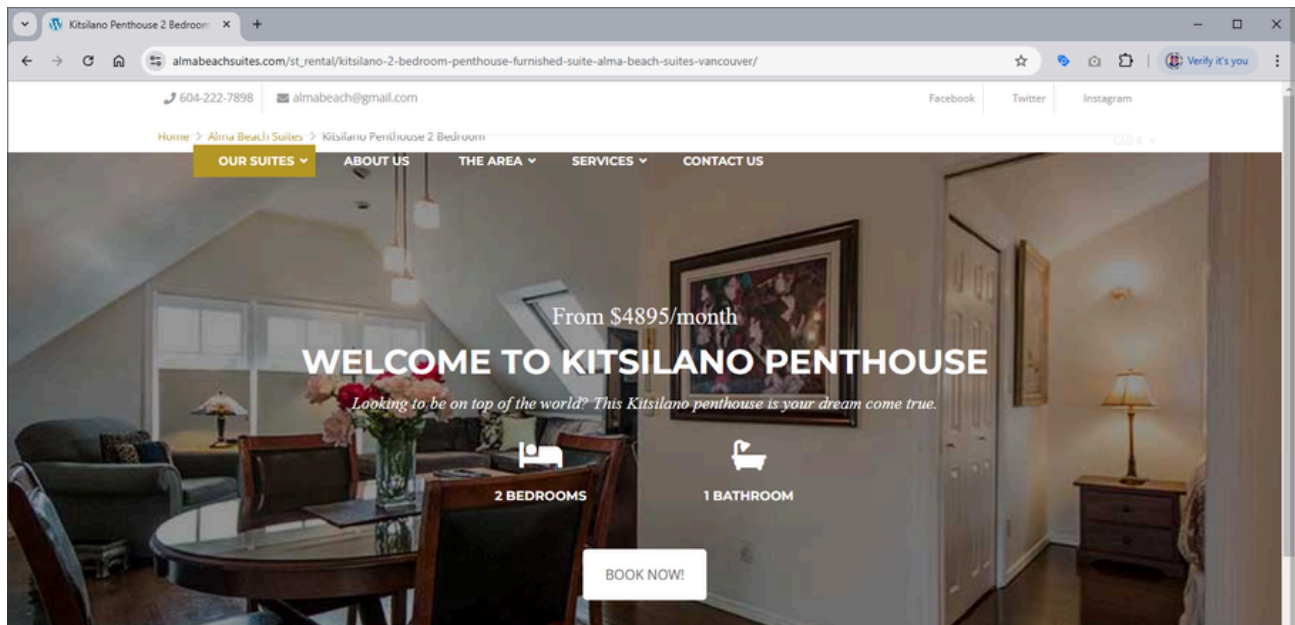 Kitsilano Penthouse 2 Bedroom
almabeachsuites.com/st_rental/kitsilano-2-bedroom-penthouse-furnished-suite-alma-beach-suites-vancouver/
Verify it's you
604-222-7898 almabeach@gmail.com Facebook Twitter Instagram
Home > Alma Beach Suites > Kitsilano Penthouse 2 Bedroom CAD $
OUR SUITES ABOUT US THE AREA SERVICES CONTACT US
From $4895/month
WELCOME TO KITSILANO PENTHOUSE
Looking to be on top of the world? This Kitsilano penthouse is your dream come true.
2 BEDROOMS 1 BATHROOM
BOOK NOW!